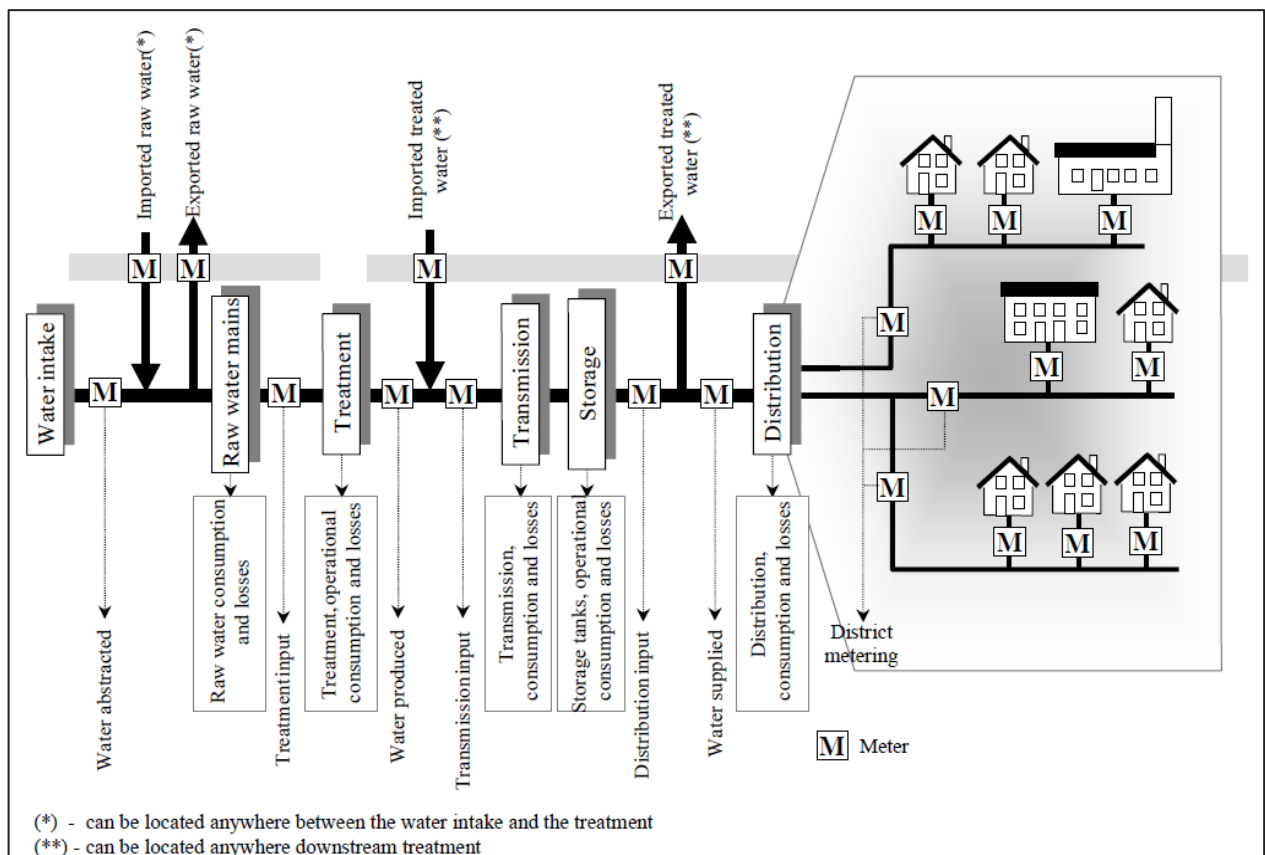 Imported raw water(*)
Exported raw water(*)
Imported treated
water (**)
Exported treated
water (**)
M
M
M
M
M
M
M
M
M
M
M
Water intake
Raw water mains
Treatment
Transmission
Storage
Distribution
M
M
M
M
M
M
M
M
M
M
M
M
M
M
Water abstracted
Raw water consumption
and losses
Treatment input
Treatment, operational
consumption and losses
Water produced
Transmission input
Transmission,
consumption and losses
Storage tanks, operational
consumption and losses
Distribution input
Water supplied
Distribution,
consumption and losses
District
metering
M Meter
(*) - can be located anywhere between the water intake and the treatment
(**) - can be located anywhere downstream treatment